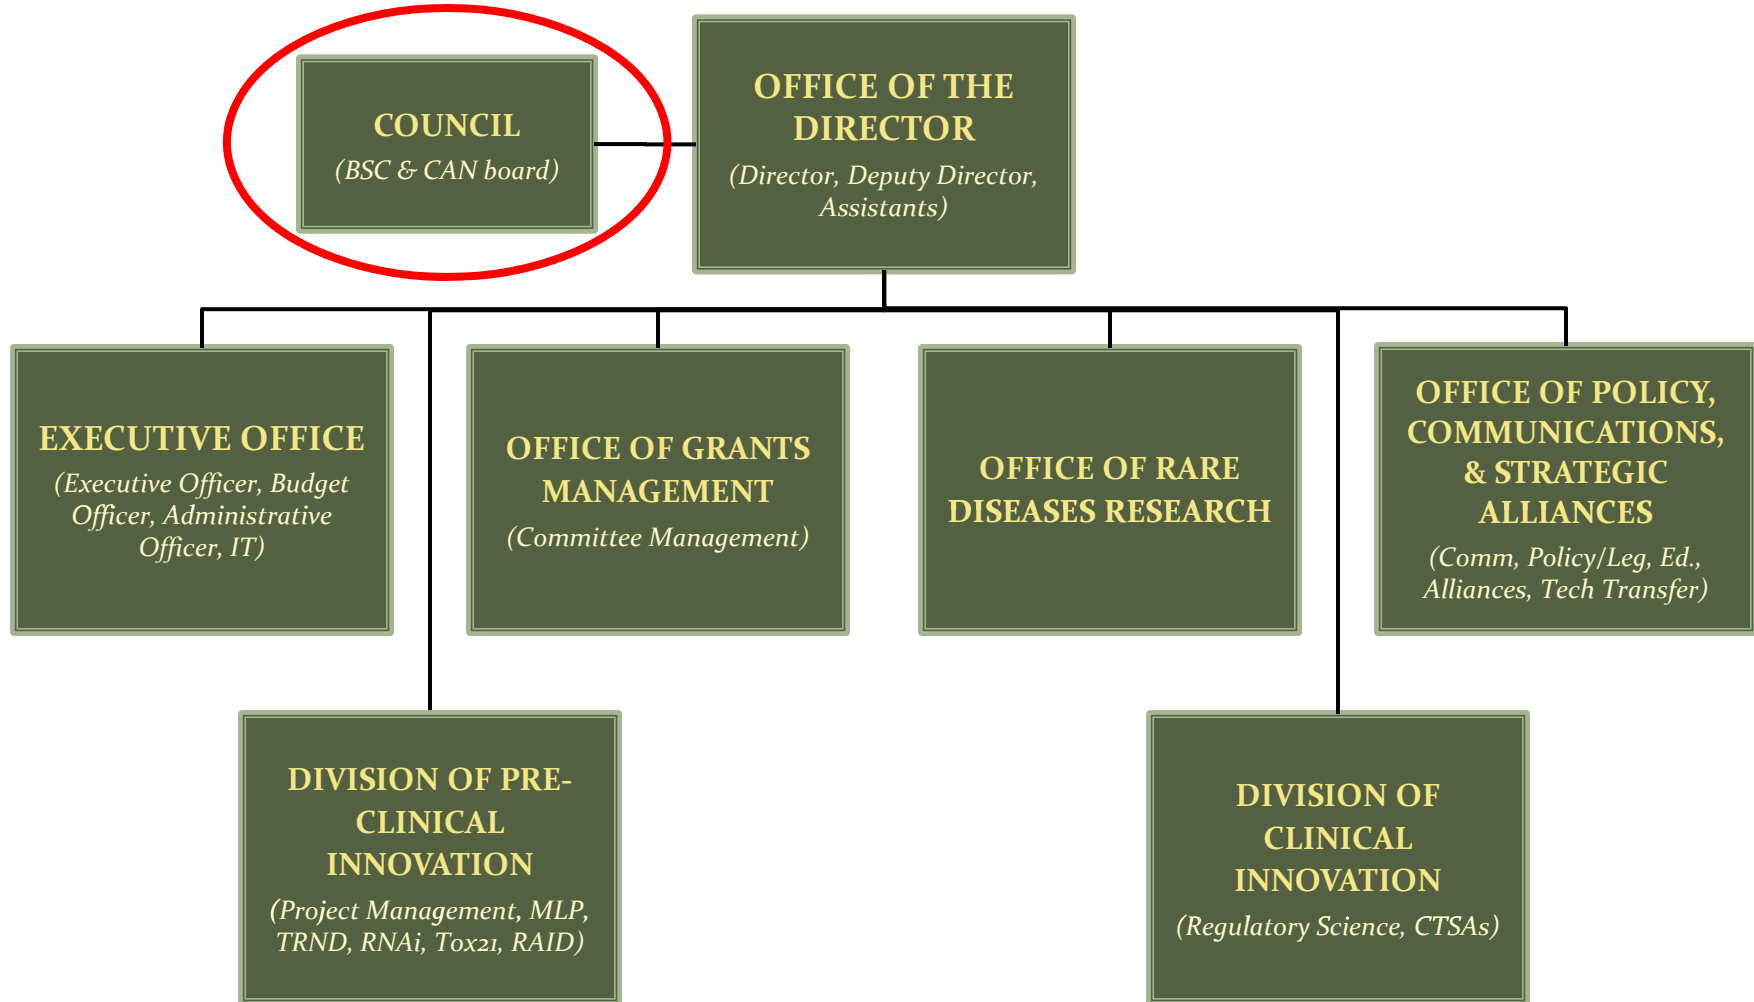 COUNCIL
(BSC & CAN board)
OFFICE OF THE
DIRECTOR
(Director, Deputy Director,
Assistants)
EXECUTIVE OFFICE
(Executive Officer, Budget
Officer, Administrative
Officer, IT)
OFFICE OF GRANTS
MANAGEMENT
(Committee Management)
OFFICE OF RARE
DISEASES RESEARCH
OFFICE OF POLICY,
COMMUNICATIONS,
& STRATEGIC
ALLIANCES
(Comm, Policy/Leg, Ed.,
Alliances, Tech Transfer)
DIVISION OF PRE-
CLINICAL
INNOVATION
(Project Management, MLP,
TRND, RNAi, Tox21, RAID)
DIVISION OF
CLINICAL
INNOVATION
(Regulatory Science, CTSAs)